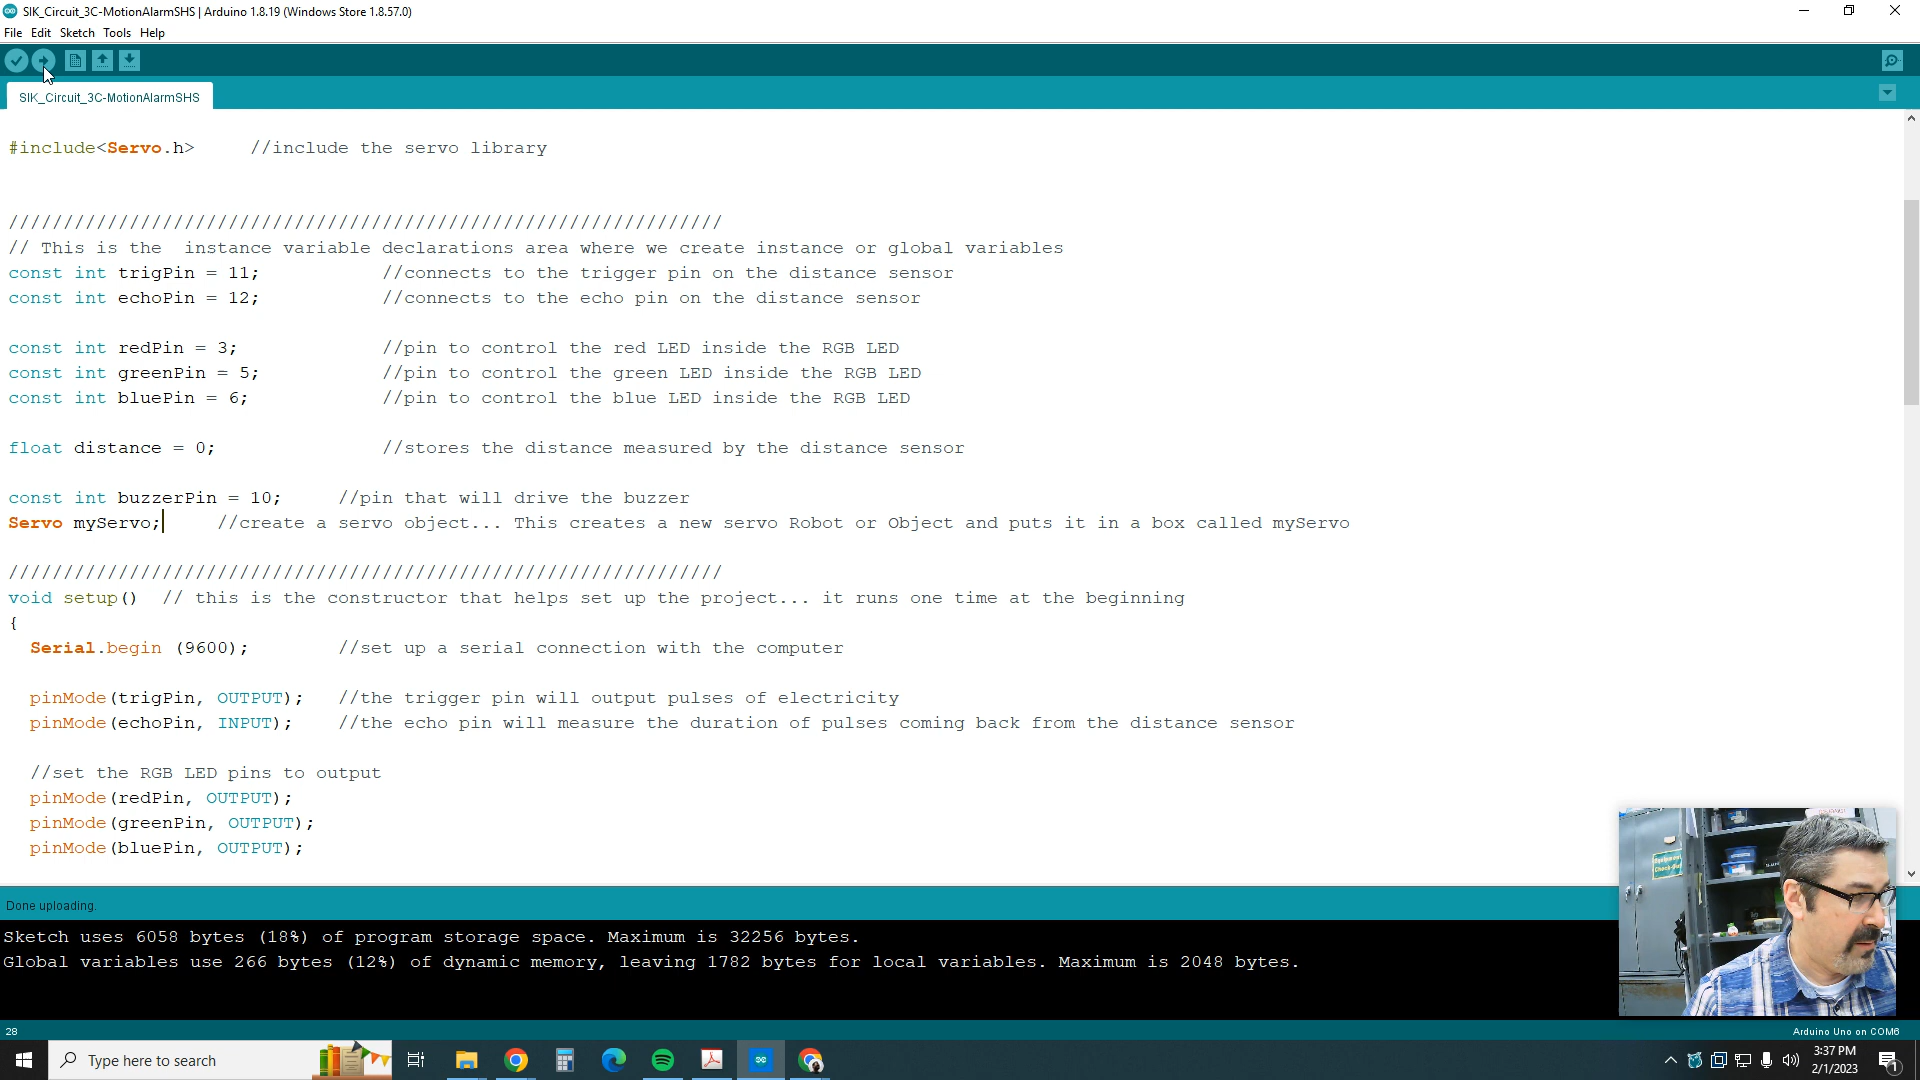 SIK_Circuit_3C-MotionAlarmSHS | Arduino 1.8.19 (Windows Store 1.8.57.0)
File Edit Sketch Tools Help
SIK_Circuit_3C-MotionAlarmSHS
#include<Servo.h>     //include the servo library
/////////////////////////////////////////////////////////////////
// This is the  instance variable declarations area where we create instance or global variables
const int trigPin = 11;           //connects to the trigger pin on the distance sensor
const int echoPin = 12;           //connects to the echo pin on the distance sensor
const int redPin = 3;             //pin to control the red LED inside the RGB LED
const int greenPin = 5;           //pin to control the green LED inside the RGB LED
const int bluePin = 6;            //pin to control the blue LED inside the RGB LED
float distance = 0;               //stores the distance measured by the distance sensor
const int buzzerPin = 10;     //pin that will drive the buzzer
Servo myServo;     //create a servo object... This creates a new servo Robot or Object and puts it in a box called myServo
/////////////////////////////////////////////////////////////////
void setup()  // this is the constructor that helps set up the project... it runs one time at the beginning
{
  Serial.begin (9600);        //set up a serial connection with the computer
  pinMode(trigPin, OUTPUT);   //the trigger pin will output pulses of electricity
  pinMode(echoPin, INPUT);    //the echo pin will measure the duration of pulses coming back from the distance sensor
  //set the RGB LED pins to output
  pinMode(redPin, OUTPUT);
  pinMode(greenPin, OUTPUT);
  pinMode(bluePin, OUTPUT);
Done uploading.
Sketch uses 6058 bytes (18%) of program storage space. Maximum is 32256 bytes.
Global variables use 266 bytes (12%) of dynamic memory, leaving 1782 bytes for local variables. Maximum is 2048 bytes.
28
Arduino Uno on COM6
Type here to search
3:37 PM
2/1/2023
1